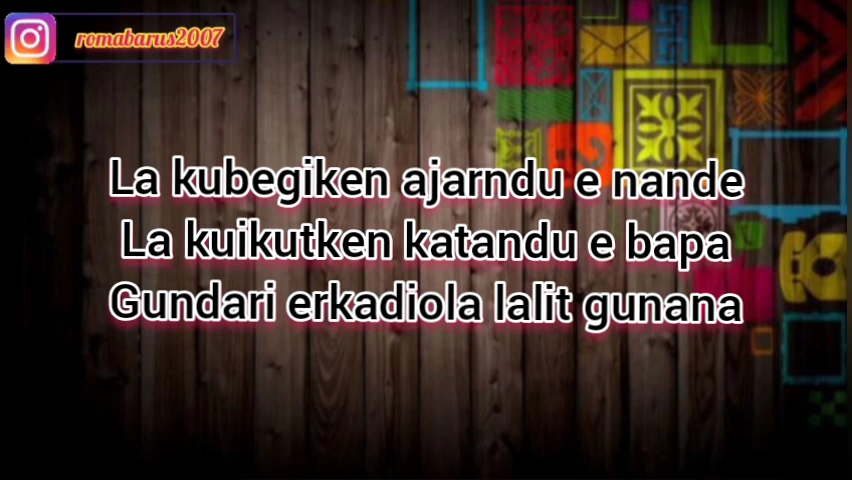 romabarus2007
La kubegiken ajarndu e nande
La kuikutken katandu e bapa
Gundari erkadiola lalit gunana